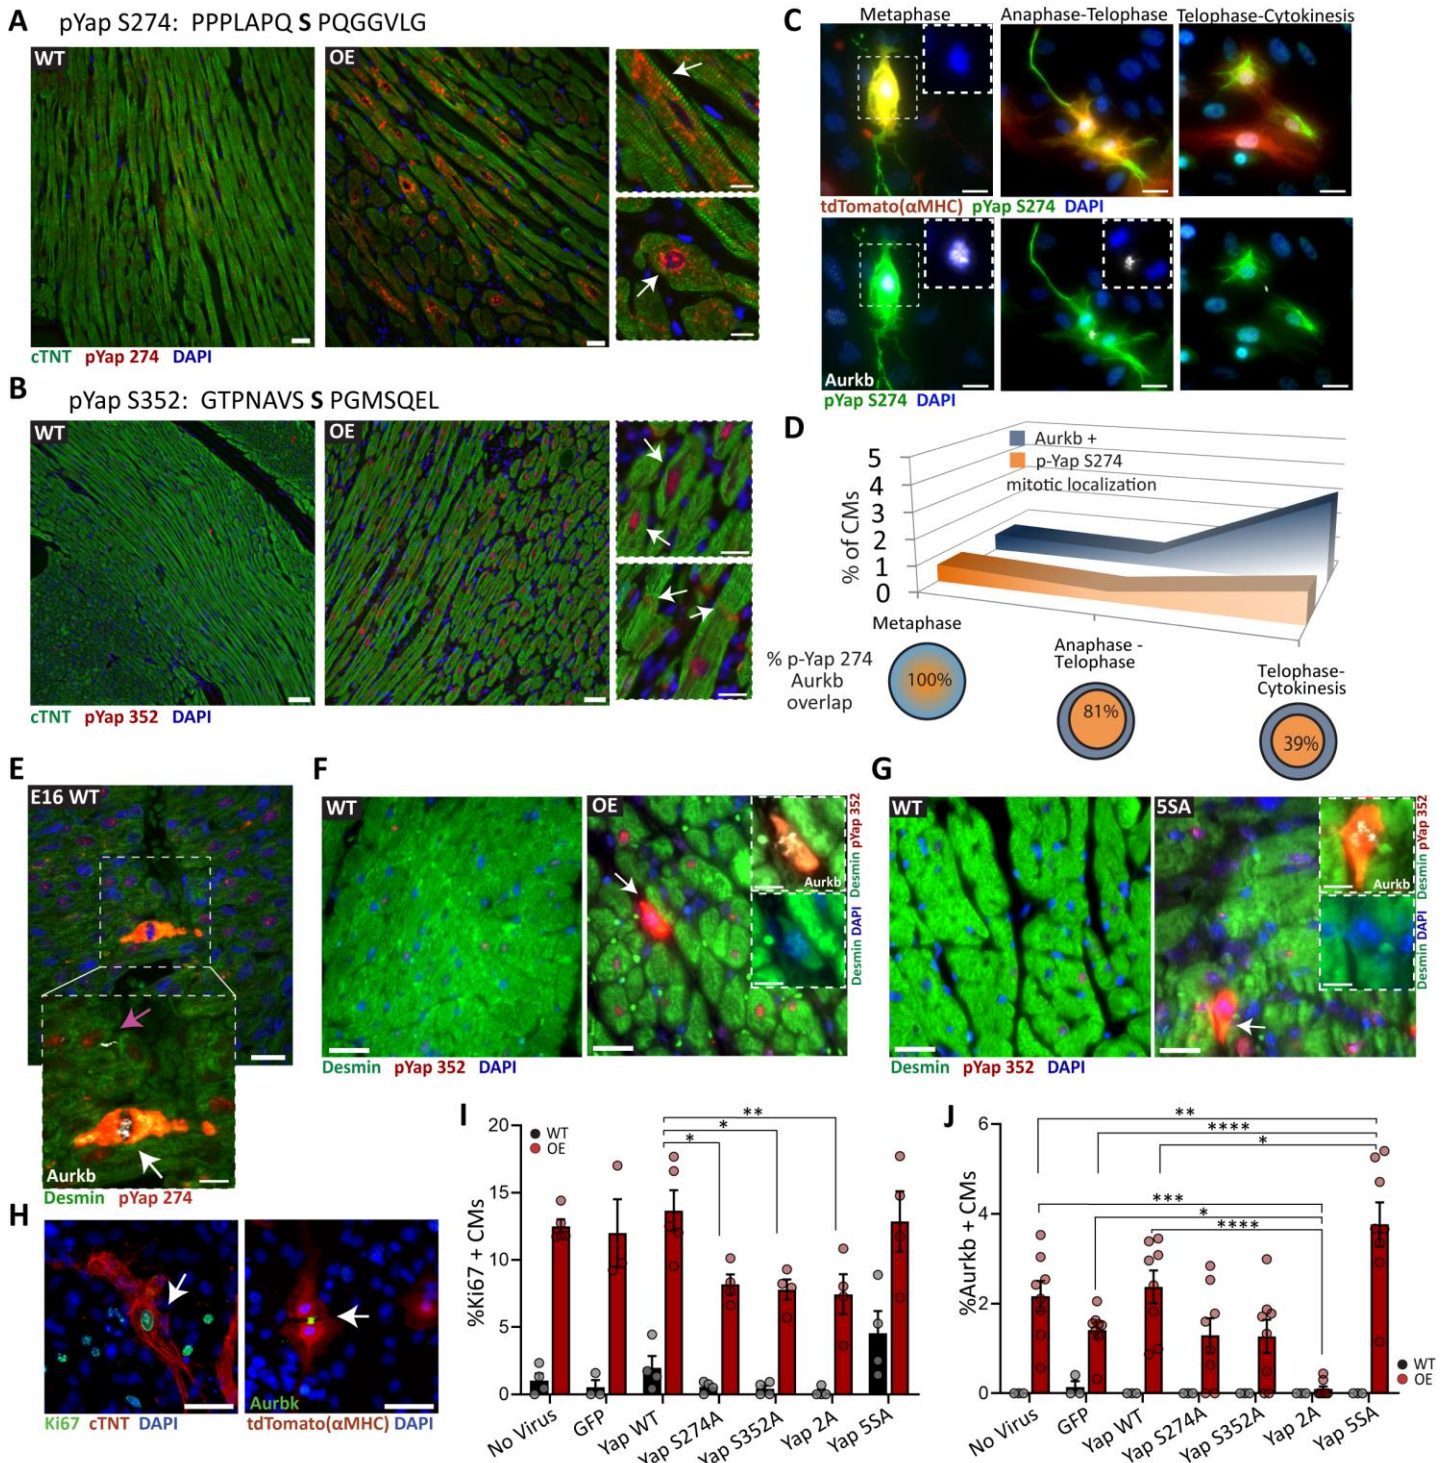 A
pYap S274: PPPLAPQ S PQGGVLG
WT
OE
cTNT pYap 274 DAPI
B
pYap S352: GTPNAVS S PGMSQEL
WT
OE
cTNT pYap 352 DAPI
C
Metaphase
Anaphase-Telophase
Telophase-Cytokinesis
tdTomato(αMHC) pYap S274 DAPI
Aurkb
pYap S274 DAPI
D
Aurkb +
p-Yap S274
mitotic localization
% of CMs
5
4
3
2
1
0
Metaphase
Anaphase -
Telophase
Telophase-
Cytokinesis
% p-Yap 274
Aurkb
overlap
100%
81%
39%
E
E16 WT
Aurkb
Desmin pYap 274
F
WT
OE
Aurkb
Desmin pYap 352
Desmin DAPI
Desmin pYap 352 DAPI
G
WT
5SA
Aurkb
Desmin pYap 352
Desmin DAPI
Desmin pYap 352 DAPI
H
Ki67 cTNT DAPI
Aurbk
tdTomato(αMHC) DAPI
I
WT
OE
%Ki67 + CMs
20
15
10
5
0
**
*
*
No Virus
GFP
Yap WT
Yap S274A
Yap S352A
Yap 2A
Yap 5SA
J
%Aurkb + CMs
6
4
2
0
**
****
*
***
*
****
WT
OE
No Virus
GFP
Yap WT
Yap S274A
Yap S352A
Yap 2A
Yap 5SA